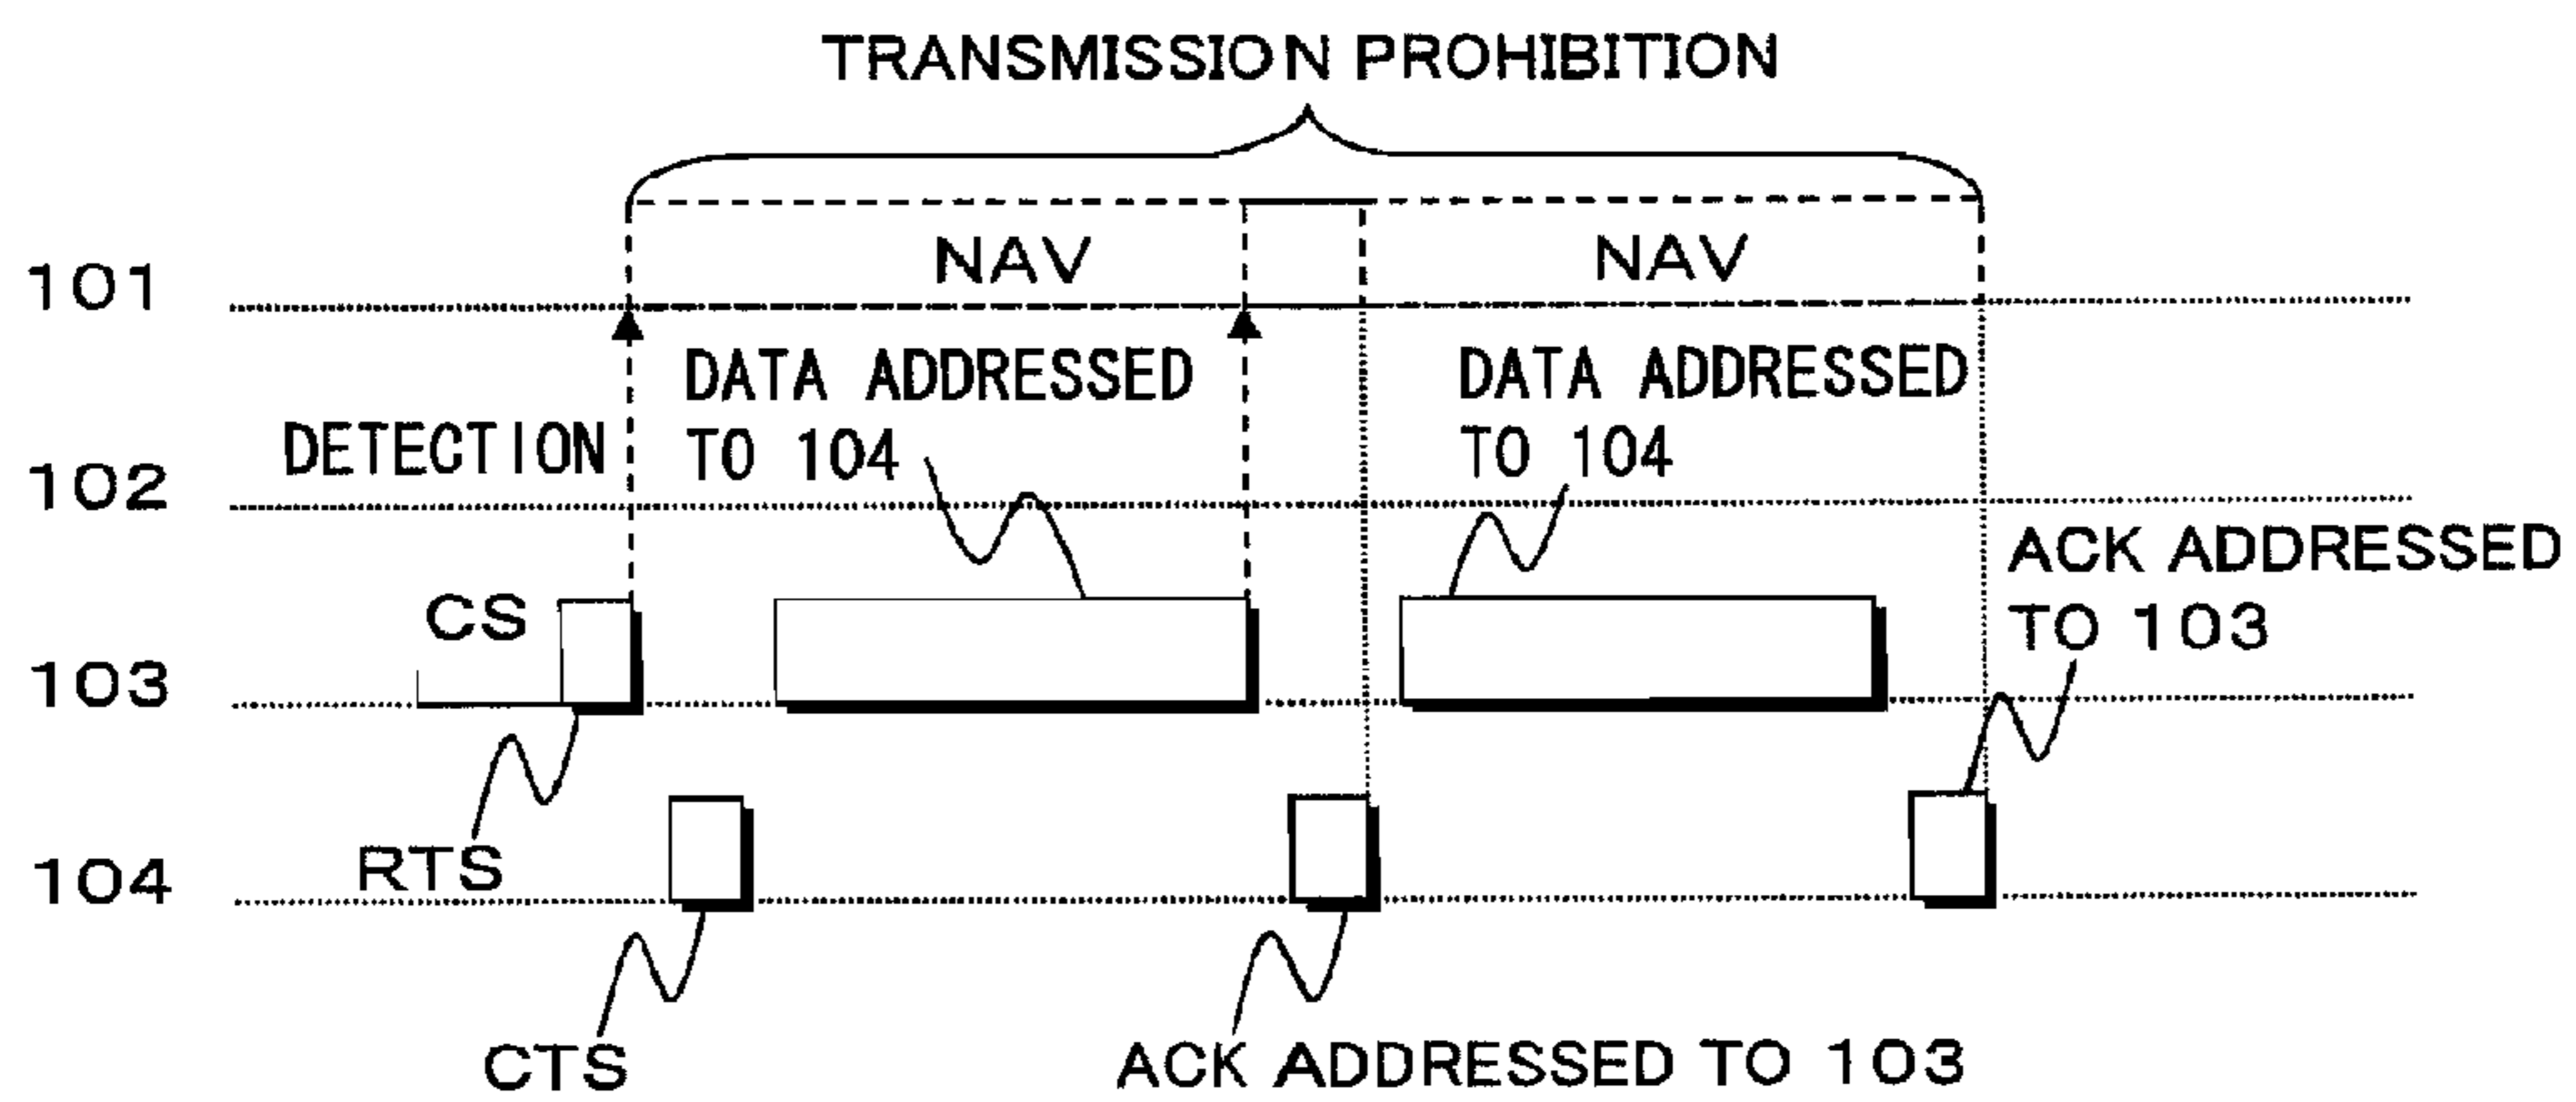 TRANSMISSION PROHIBITION
NAV
NAV
101
DATA ADDRESSED
TO 104
DATA ADDRESSED
TO 104
DETECTION
102
ACK ADDRESSED
TO 103
CS
103
RTS
104
CTS
ACK ADDRESSED TO 103